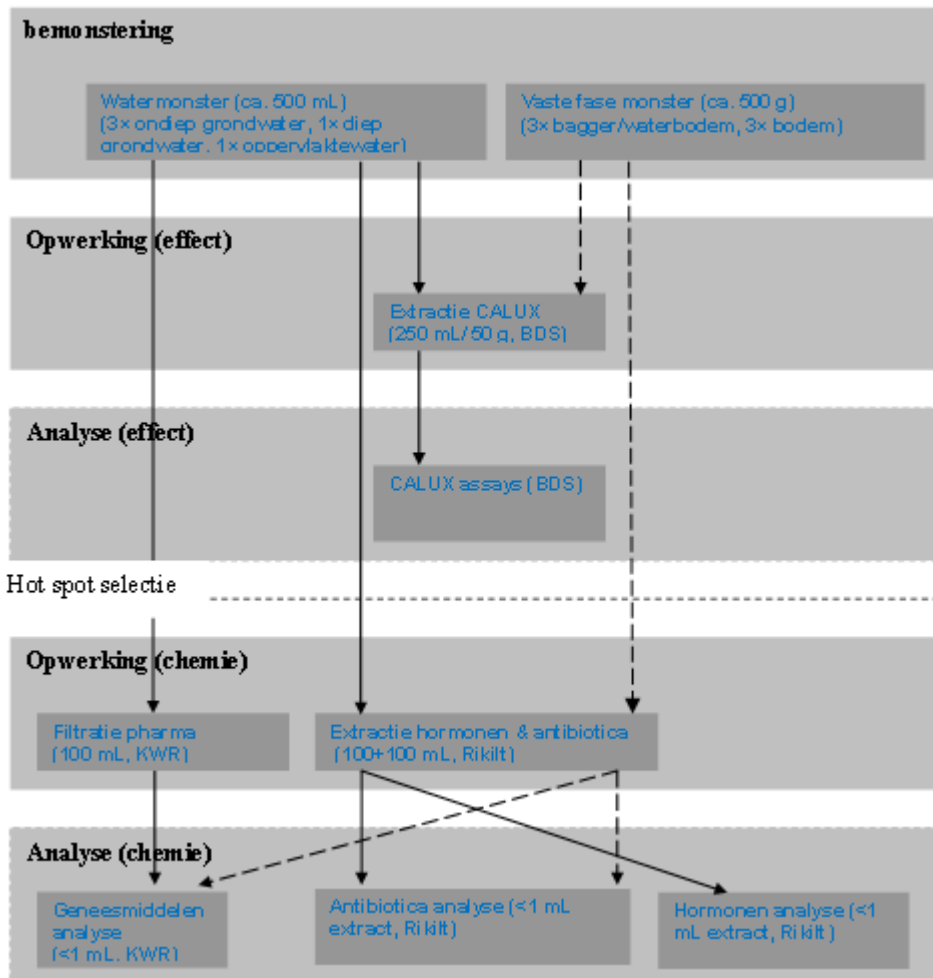 bemonstering
Watermonster (ca. 500 mL)
(3× ondiep grondwater, 1× diep
grondwater, 1× oppervlaktewater)
Vaste fase monster (ca. 500 g)
(3× bagger/waterbodem, 3× bodem)
Opwerking (effect)
Extractie CALUX
(250 mL/50 g, BDS)
Analyse (effect)
CALUX assays (BDS)
Hot spot selectie
Opwerking (chemie)
Filtratie pharma
(100 mL, KWR)
Extractie hormonen & antibiotica
(100+100 mL, Rikilt)
Analyse (chemie)
Geneesmiddelen
analyse
(<1 mL, KWR)
Antibiotica analyse (<1 mL
extract, Rikilt)
Hormonen analyse (<1
mL extract, Rikilt)